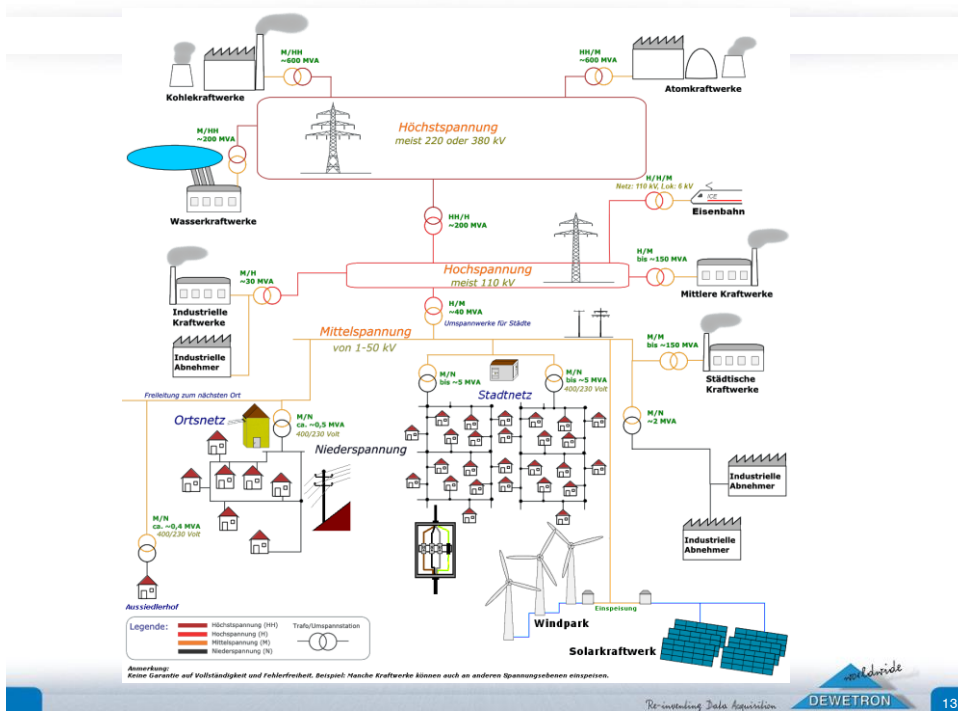 M/HH
~600 MVA
HH/M
~600 MVA
Kohlekraftwerke
Atomkraftwerke
Höchstspannung
meist 220 oder 380 kV
M/HH
~200 MVA
H/H/M
Netz: 110 kV, Lok: 6 kV
ICE
Eisenbahn
Wasserkraftwerke
HH/H
~200 MVA
H/M
bis ~150 MVA
Hochspannung
meist 110 kV
M/H
~30 MVA
Mittlere Kraftwerke
Industrielle
Kraftwerke
H/M
~40 MVA
Umspannwerke für Städte
Mittelspannung
von 1-50 kV
M/M
bis ~150 MVA
Industrielle
Abnehmer
Städtische
Kraftwerke
M/N
bis ~5 MVA
M/N
bis ~5 MVA
400/230 Volt
Stadtnetz
Freileitung zum nächsten Ort
Ortsnetz
M/N
ca. ~0,5 MVA
400/230 Volt
M/N
~2 MVA
Niederspannung
Industrielle
Abnehmer
M/N
ca. ~0,4 MVA
400/230 Volt
Industrielle
Abnehmer
Aussiedlerhof
Einspeisung
Windpark
Solarkraftwerk
Legende:
Höchstspannung (HH)
Hochspannung (H)
Mittelspannung (M)
Niederspannung (N)
Trafo/Umspannstation
Anmerkung:
Keine Garantie auf Vollständigkeit und Fehlerfreiheit. Beispiel: Manche Kraftwerke können auch an anderen Spannungsebenen einspeisen.
worldwide
Re-inventing Data Acquisition
DEWETRON
13